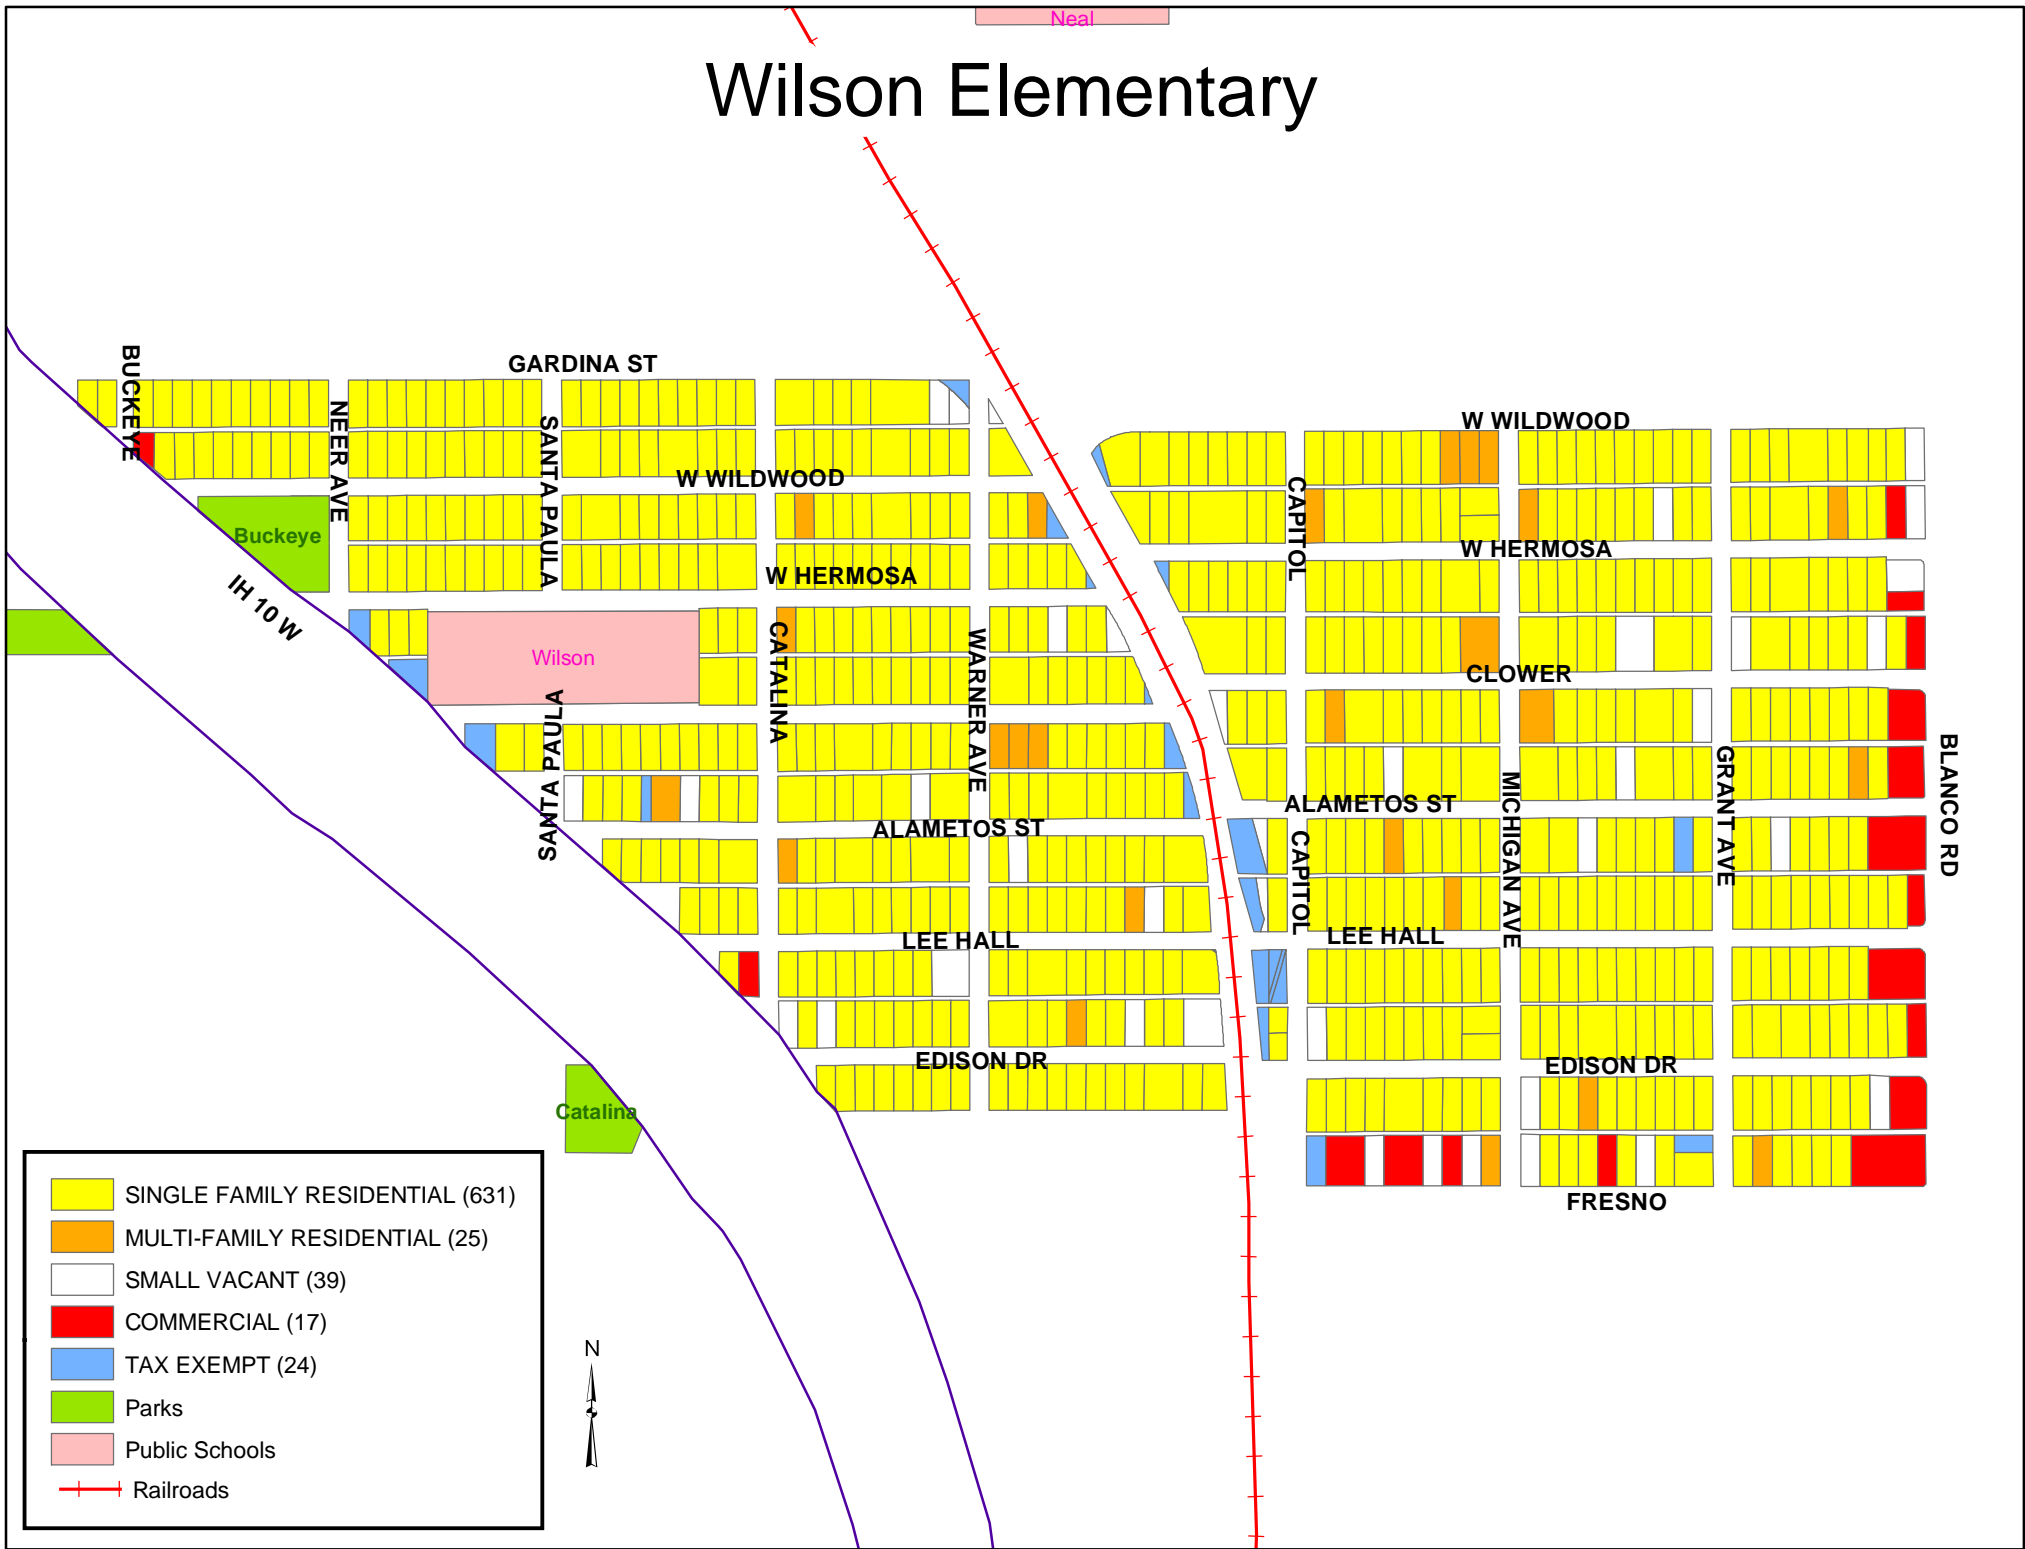 Neal
Wilson Elementary
BUCKEYE
GARDINA ST
NEER AVE
SANTA PAULA
W WILDWOOD
W WILDWOOD
CAPITOL
Buckeye
W HERMOSA
W HERMOSA
IH 10 W
Wilson
CATALINA
WARNER AVE
CLOWER
SANTA PAULA
MICHIGAN AVE
GRANT AVE
BLANCO RD
ALAMETOS ST
ALAMETOS ST
CAPITOL
LEE HALL
LEE HALL
EDISON DR
EDISON DR
Catalina
FRESNO
SINGLE FAMILY RESIDENTIAL (631)
MULTI-FAMILY RESIDENTIAL (25)
SMALL VACANT (39)
COMMERCIAL (17)
TAX EXEMPT (24)
Parks
Public Schools
Railroads
N